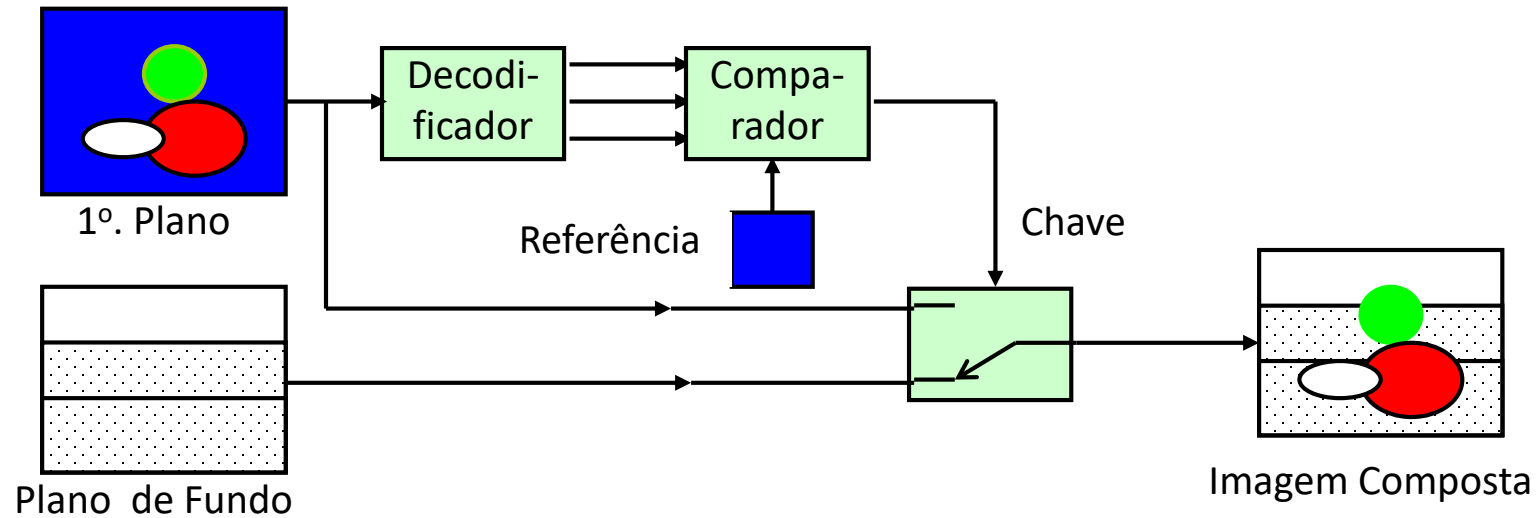 Decodi-
ficador
Compa-
rador
1º. Plano
Referência
Chave
Plano de Fundo
Imagem Composta